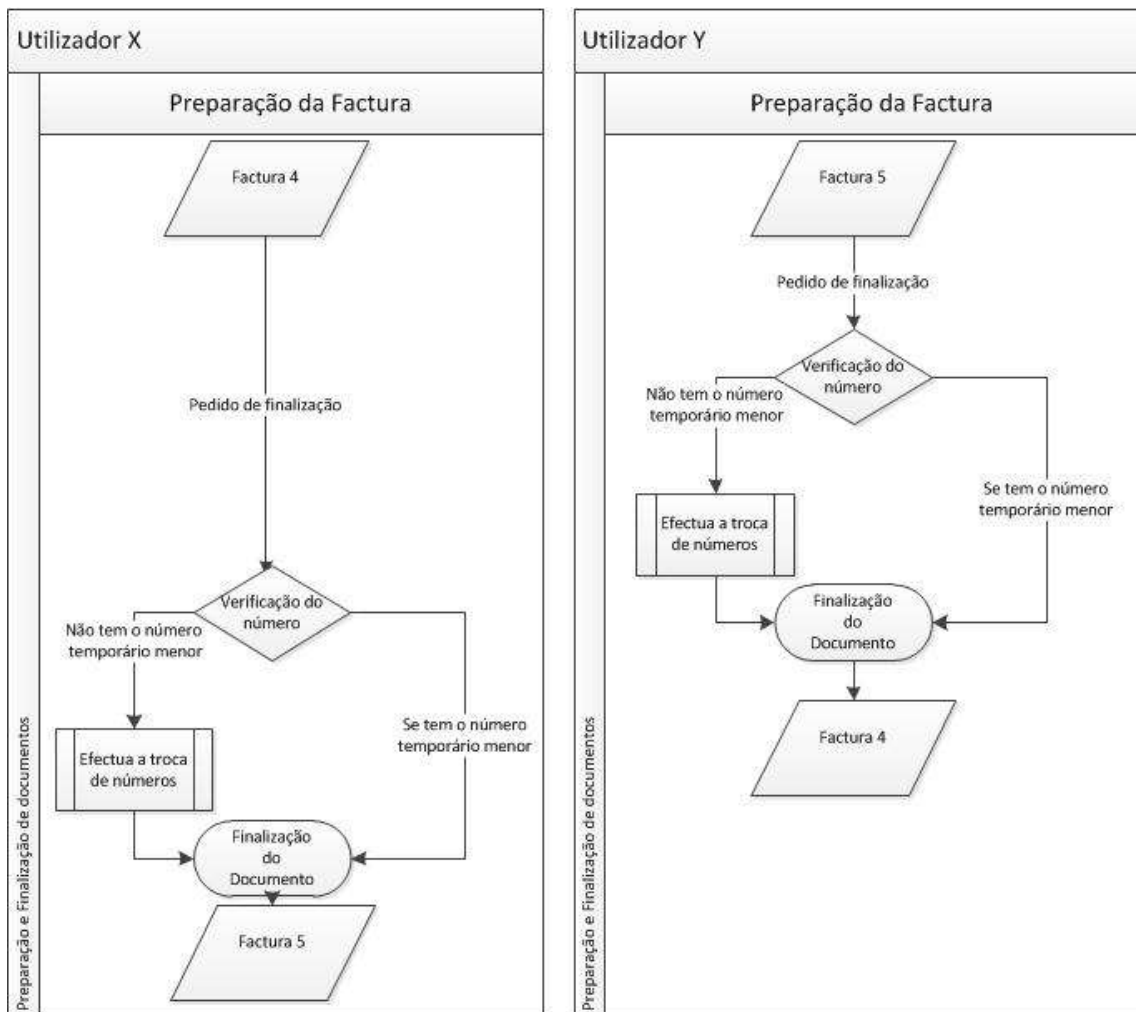 Utilizador X
Preparação da Factura
Factura 4
Pedido de finalização
Verificação do
número
Não tem o número
temporário menor
Se tem o número
temporário menor
Efectua a troca
de números
Finalização
do
Documento
Factura 5
Preparação e Finalização de documentos
Utilizador Y
Preparação da Factura
Factura 5
Pedido de finalização
Verificação do
número
Não tem o número
temporário menor
Se tem o número
temporário menor
Efectua a troca
de números
Finalização
do
Documento
Factura 4
Preparação e Finalização de documentos